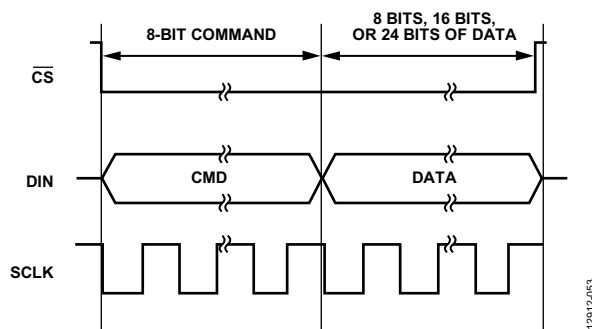 8-BIT COMMAND
8 BITS, 16 BITS,
OR 24 BITS OF DATA
CS
DIN
CMD
DATA
SCLK
12912-053